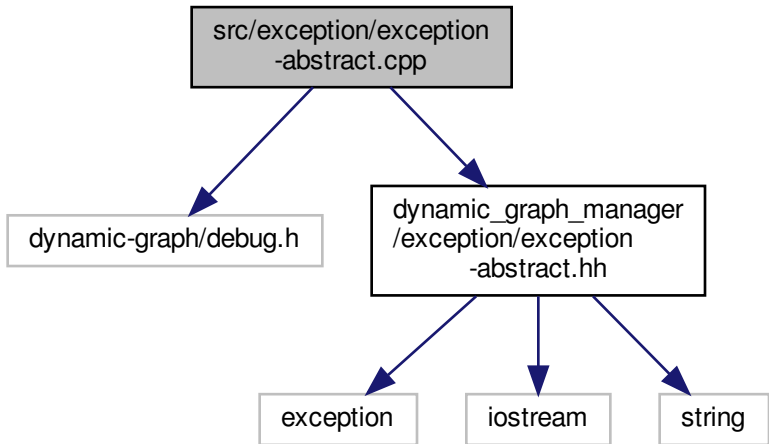 src/exception/exception
-abstract.cpp
dynamic-graph/debug.h
dynamic_graph_manager
/exception/exception
-abstract.hh
exception
iostream
string